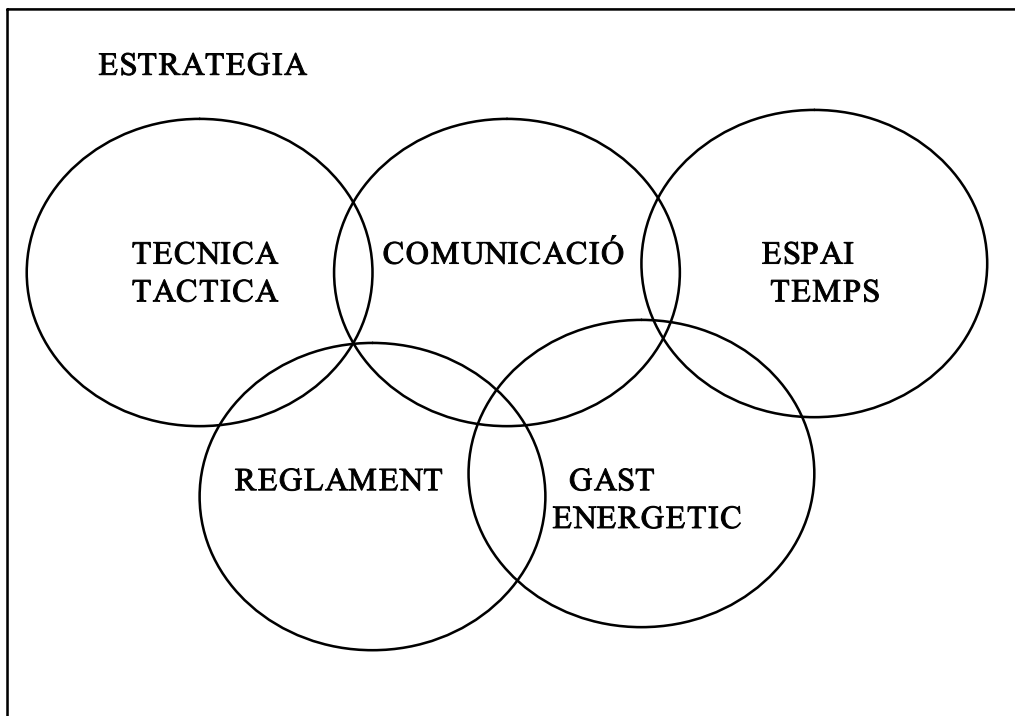 ESTRATEGIA
TECNICA
TACTICA
COMUNICACIÓ
ESPAI
TEMPS
REGLAMENT
GAST
ENERGETIC